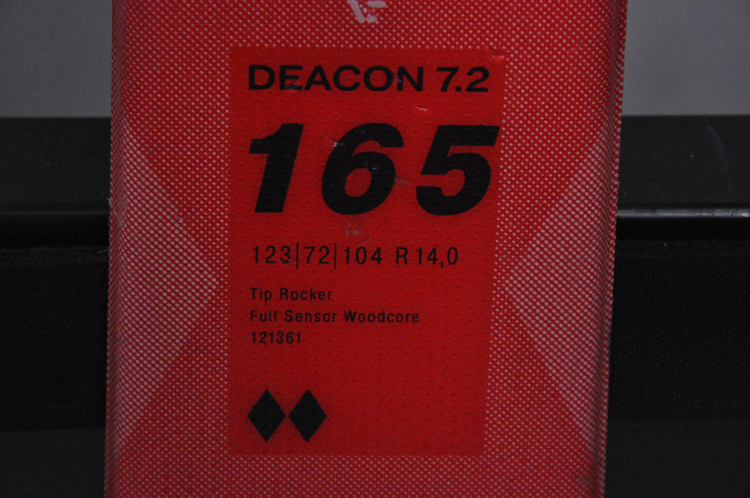 DEACON 7.2
165
123|72|104 R 14,0
Tip Rocker
Full Sensor Woodcore
121361